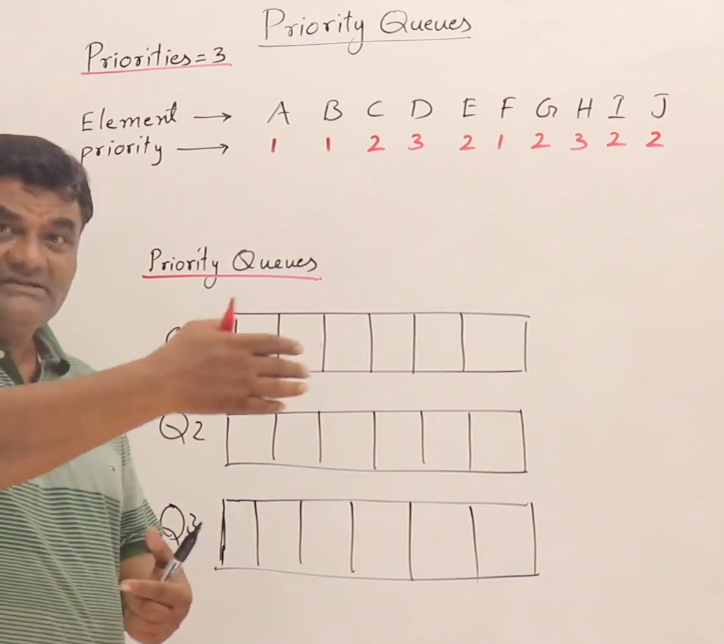 Priority Queues
Priorities=3
Element → A B C D E F G H I J
priority → 1 1 2 3 2 1 2 3 2 2
Priority Queues
Q2
Q3